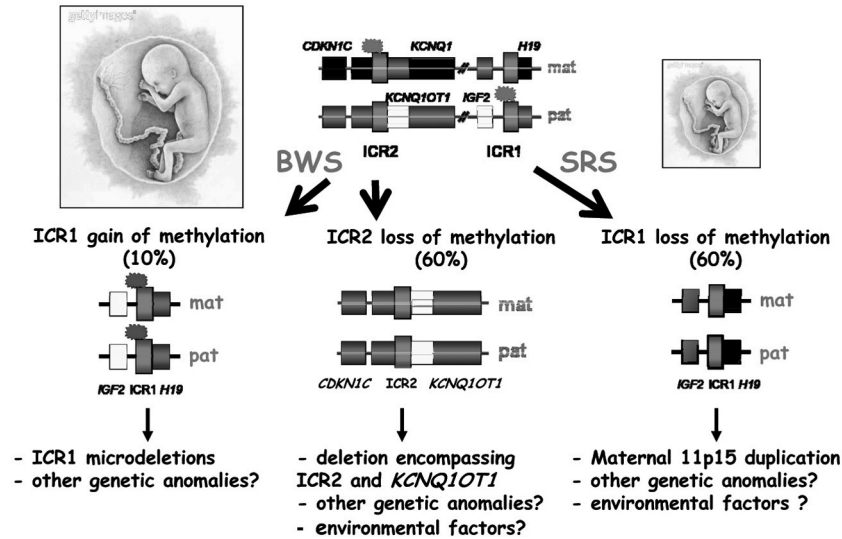 gettyimages®
CDKN1C KCNQ1 H19
mat
KCNQ1OT1 IGF2
pat
ICR2 ICR1
BWS SRS
ICR1 gain of methylation
(10%)
mat
pat
IGF2 ICR1 H19
- ICR1 microdeletions
- other genetic anomalies?
ICR2 loss of methylation
(60%)
mat
pat
CDKN1C ICR2 KCNQ1OT1
- deletion encompassing
ICR2 and KCNQ1OT1
- other genetic anomalies?
- environmental factors?
ICR1 loss of methylation
(60%)
mat
pat
IGF2 ICR1 H19
- Maternal 11p15 duplication
- other genetic anomalies?
- environmental factors ?